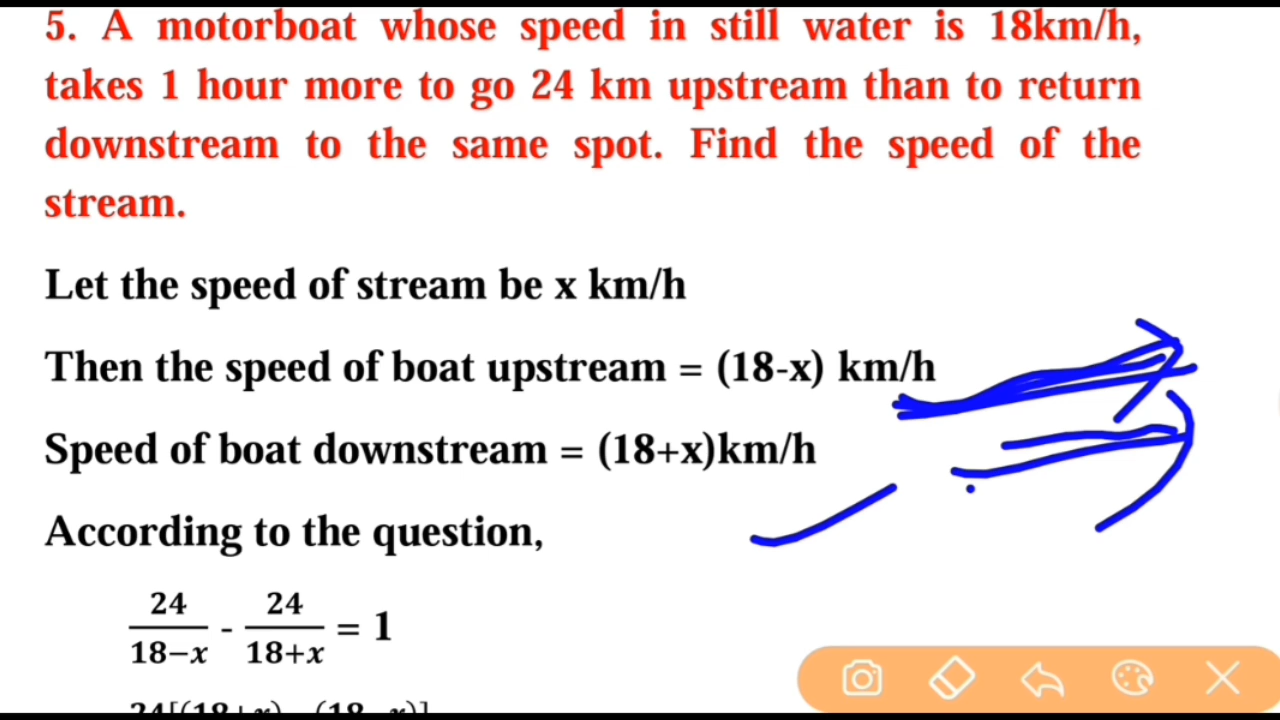 5. A motorboat whose speed in still water is 18km/h,
takes 1 hour more to go 24 km upstream than to return
downstream to the same spot. Find the speed of the
stream.
Let the speed of stream be x km/h
Then the speed of boat upstream = (18-x) km/h
Speed of boat downstream = (18+x)km/h
According to the question,
24/18−x - 24/18+x = 1